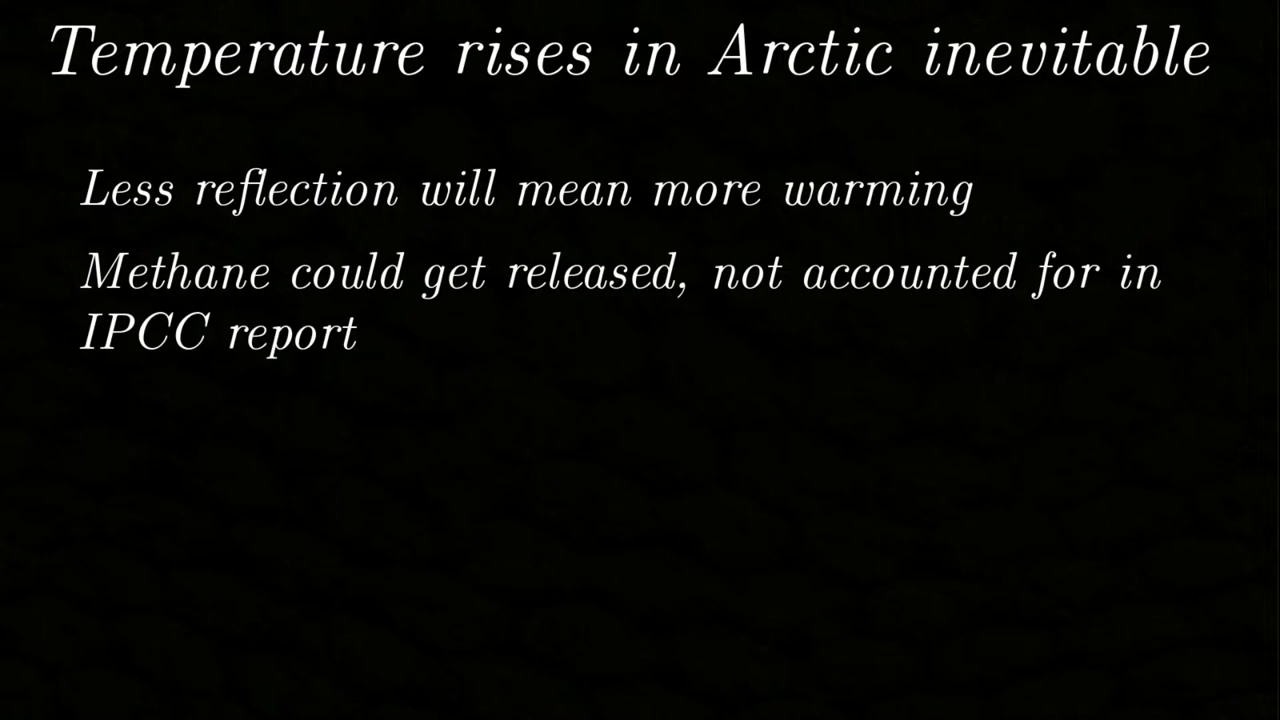 Temperature rises in Arctic inevitable
Less reflection will mean more warming
Methane could get released, not accounted for in
IPCC report